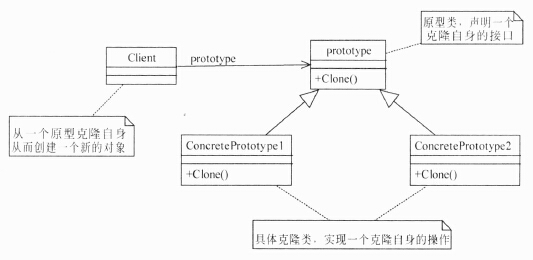 原型类，声明一个
克隆自身的接口
prototype
Client
prototype
+Clone()
从一个原型克隆自身
从而创建一个新的对象
ConcretePrototype1
ConcretePrototype2
+Clone()
+Clone()
具体克隆类，实现一个克隆自身的操作